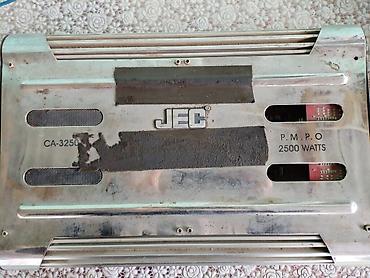 JEC
CA-3250
P. M. P. O
2500 WATTS